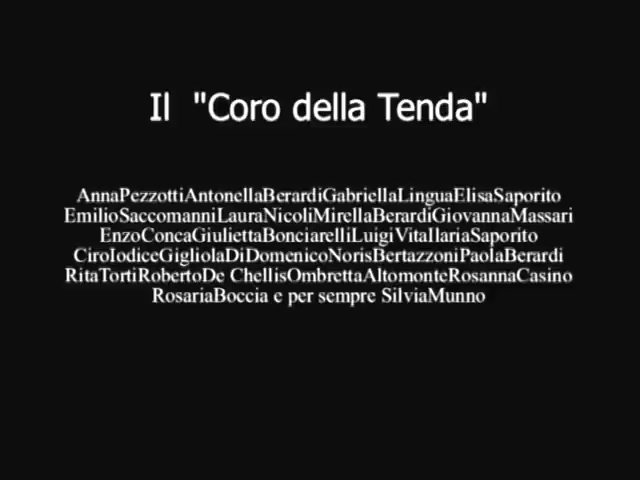 Il "Coro della Tenda"
AnnaPezzottiAntonellaBerardiGabriellaLinguaElisaSaporito
EmilioSaccomanniLauraNicoliMirellaBerardiGiovannaMassari
EnzoConcaGiuliettaBonciarelliLuigiVitaIlariaSaporito
CiroIodiceGigliolaDiDomenicoNorisBertazzoniPaolaBerardi
RitaTortiRobertoDe ChellisOmbrettaAltomonteRosannaCasino
RosariaBoccia e per sempre SilviaMunno